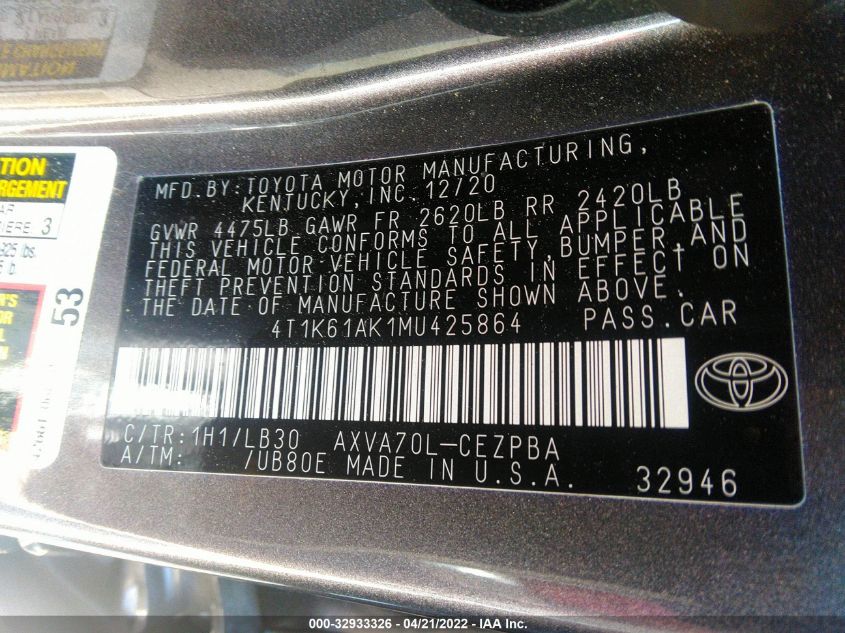 MFD.BY:TOYOTA MOTOR MANUFACTURING,
KENTUCKY,INC. 12/20
GVWR 4475LB GAWR FR 2620LB RR 2420LB
THIS VEHICLE CONFORMS TO ALL APPLICABLE
FEDERAL MOTOR VEHICLE SAFETY,BUMPER,AND
THEFT PREVENTION STANDARDS IN EFFECT ON
THE DATE OF MANUFACTURE SHOWN ABOVE.
4T1K61AK1MU425864 PASS.CAR
C/TR:1H1/LB30 AXVA70L-CEZPBA
A/TM: /UB80E MADE IN U.S.A.
32946
3
53
000-32933326 - 04/21/2022 - IAA Inc.